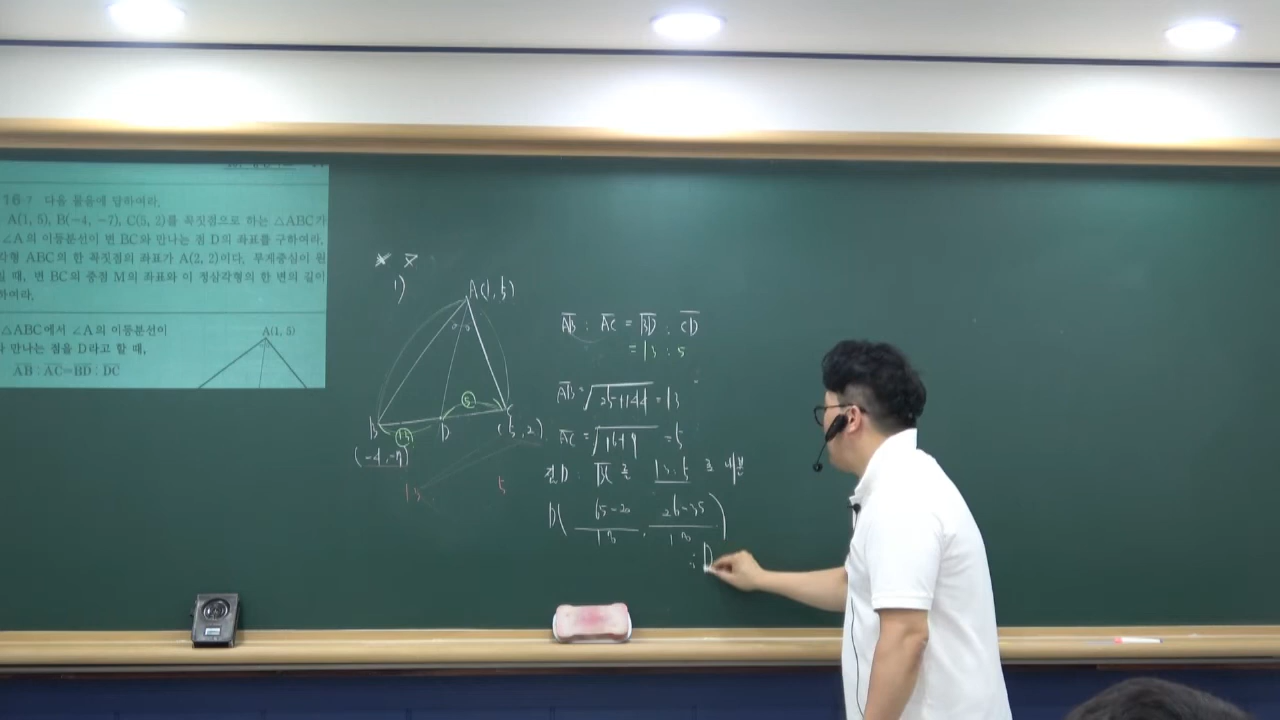 16-7 다음 물음에 답하여라.
A(1, 5), B(-4, -7), C(5, 2)를 꼭짓점으로 하는 △ABC가
∠A의 이등분선이 변 BC와 만나는 점 D의 좌표를 구하여라.
각형 ABC의 한 꼭짓점의 좌표가 A(2, 2)이다. 무게중심이 원
일 때, 변 BC의 중점 M의 좌표와 이 정삼각형의 한 변의 길이
하여라.
△ABC에서 ∠A의 이등분선이
만나는 점을 D라고 할 때,
AB : AC=BD : DC
A(1, 5)
1)
A(1, 5)
5
B
13
D
C
(5, 2)
(-4, -7)
13 :
5
AB : AC = BD : CD
= 13 : 5
AB = √25+144 = 13
AC = √16+9 = 5
점D : BC를 13:5 로 내분
D( 65-20 , 26-35 )
∴ D